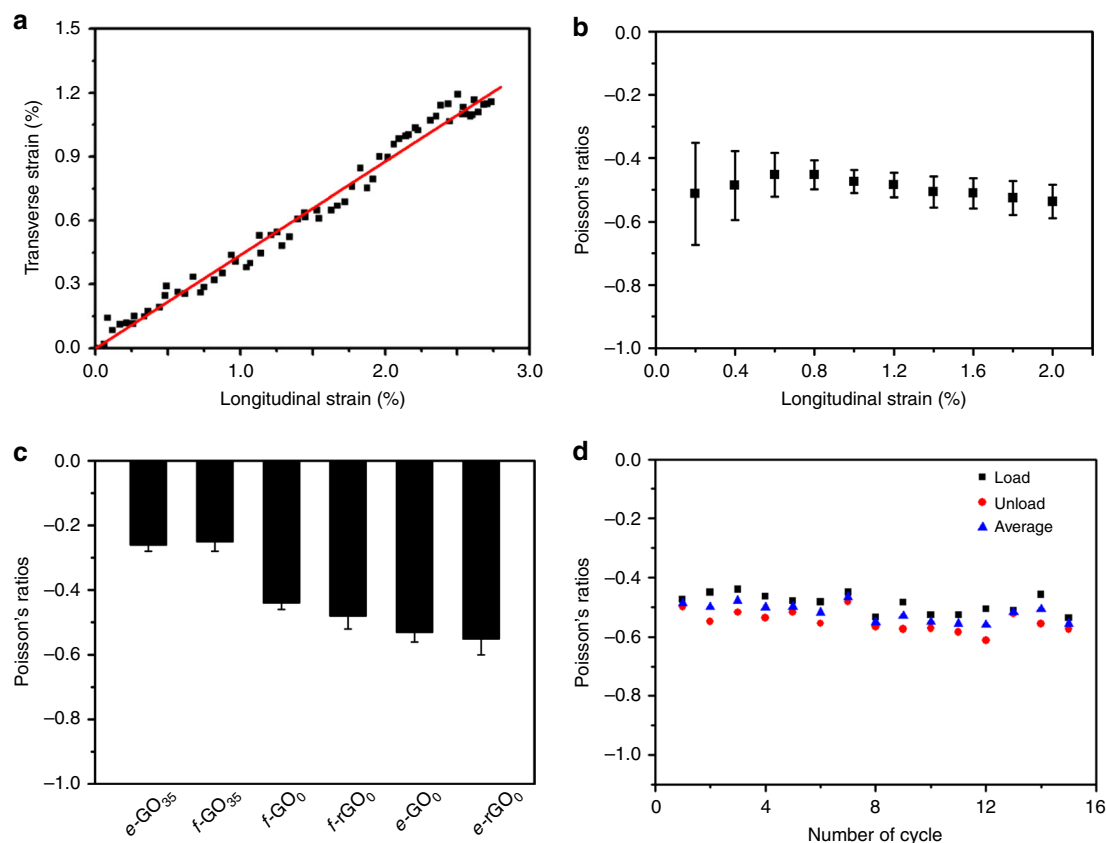 a
1.5
1.2
0.9
0.6
0.3
0.0
Transverse strain (%)
0.0 1.0 2.0 3.0
Longitudinal strain (%)
b
0.0
−0.2
−0.4
−0.6
−0.8
−1.0
Poisson's ratios
0.0 0.4 0.8 1.2 1.6 2.0
Longitudinal strain (%)
c
0.0
−0.2
−0.4
−0.6
−0.8
−1.0
Poisson's ratios
e-GO₃₅ f-GO₃₅ f-GO₀ f-rGO₀ e-GO₀ e-rGO₀
d
0.0
−0.2
−0.4
−0.6
−0.8
−1.0
Poisson's ratios
Load
Unload
Average
0 4 8 12 16
Number of cycle